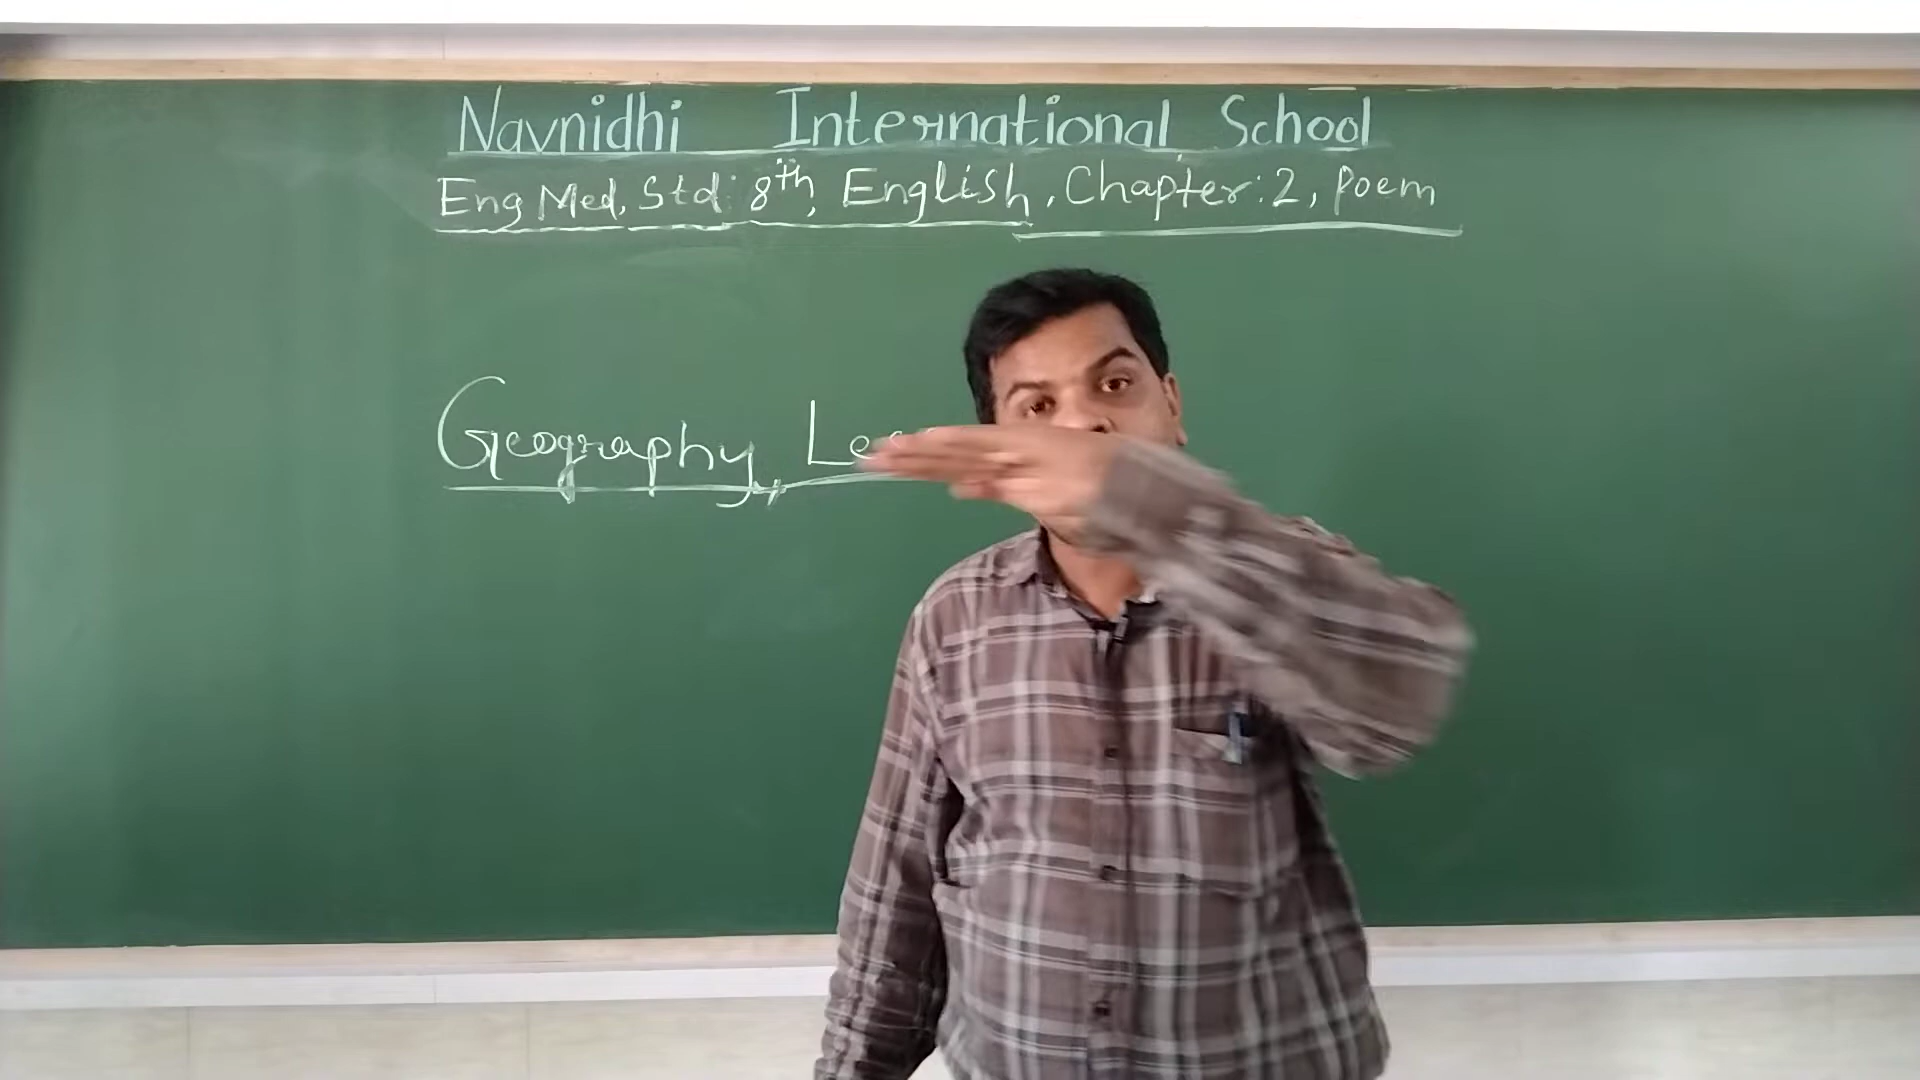 Navnidhi International School
Eng Med, Std: 8th, English, Chapter: 2, Poem
Geography,